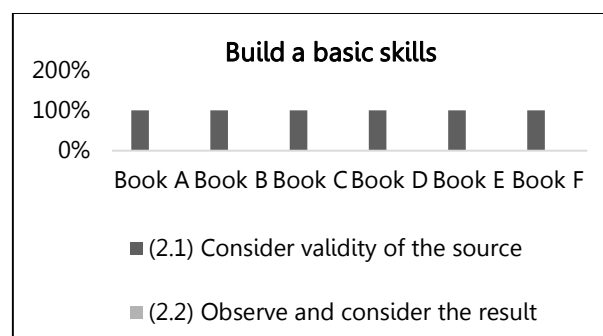 Build a basic skills
200%
100%
0%
Book A Book B Book C Book D Book E Book F
(2.1) Consider validity of the source
(2.2) Observe and consider the result